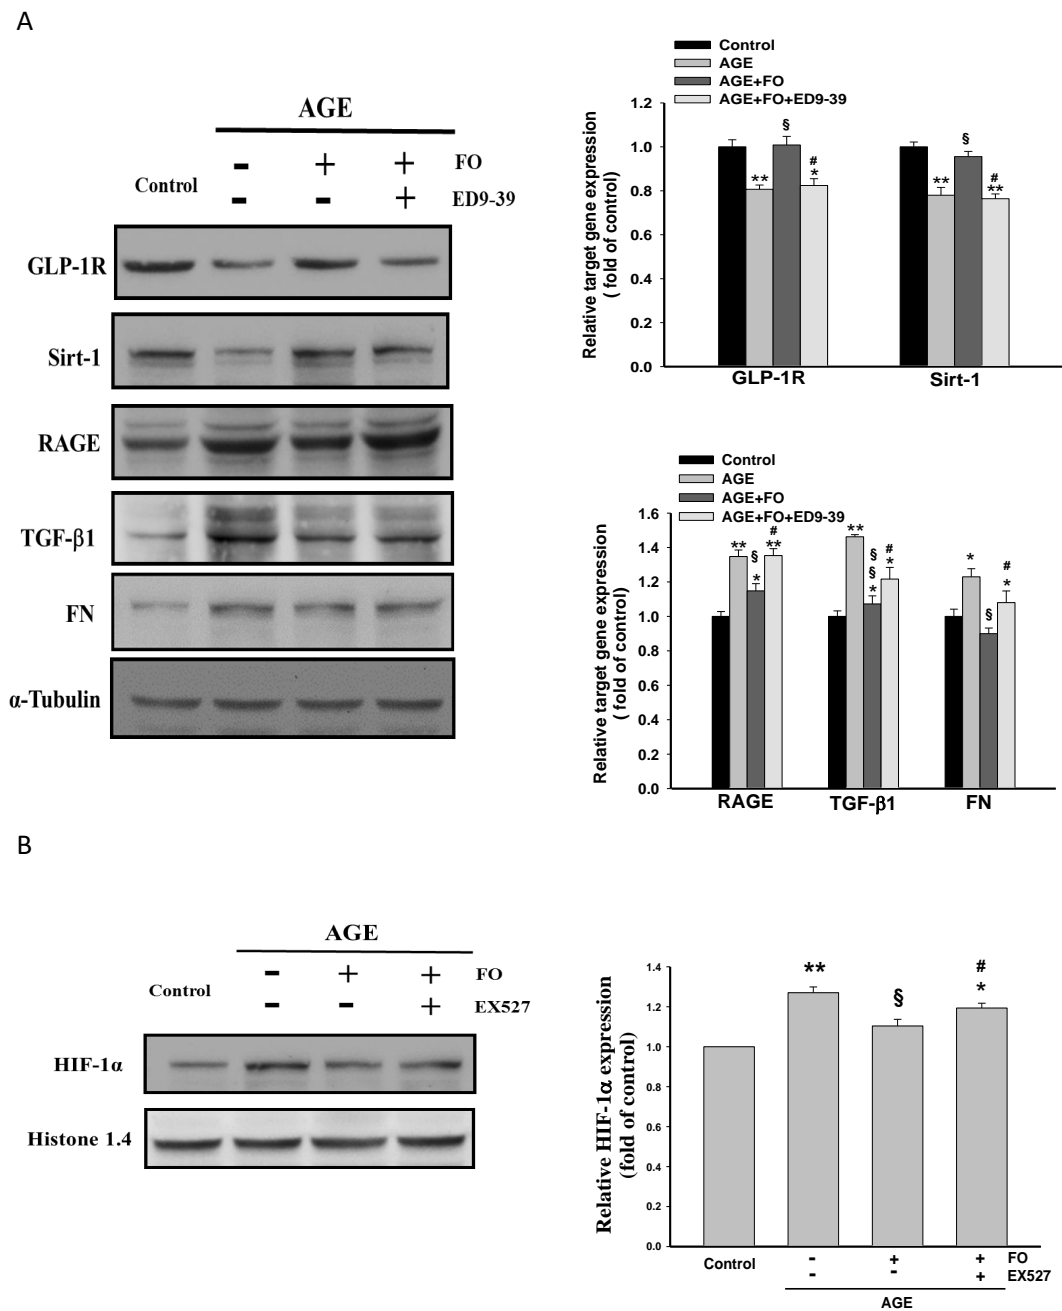 A
AGE
Control
- + + FO
- - + ED9-39
GLP-1R
Sirt-1
RAGE
TGF-β1
FN
α-Tubulin
Control
AGE
AGE+FO
AGE+FO+ED9-39
Relative target gene expression
( fold of control)
1.2
1.0
0.8
0.6
0.4
0.2
0.0
** § # *
** § # **
GLP-1R Sirt-1
Control
AGE
AGE+FO
AGE+FO+ED9-39
Relative target gene expression
( fold of control)
1.6
1.4
1.2
1.0
0.8
0.6
0.4
0.2
0.0
** § * # **
** § § * # *
* § # *
RAGE TGF-β1 FN
B
AGE
Control
- + + FO
- - + EX527
HIF-1α
Histone 1.4
Relative HIF-1α expression
(fold of control)
1.4
1.2
1.0
0.8
0.6
0.4
0.2
0.0
** § # *
Control
- + + FO
- - + EX527
AGE